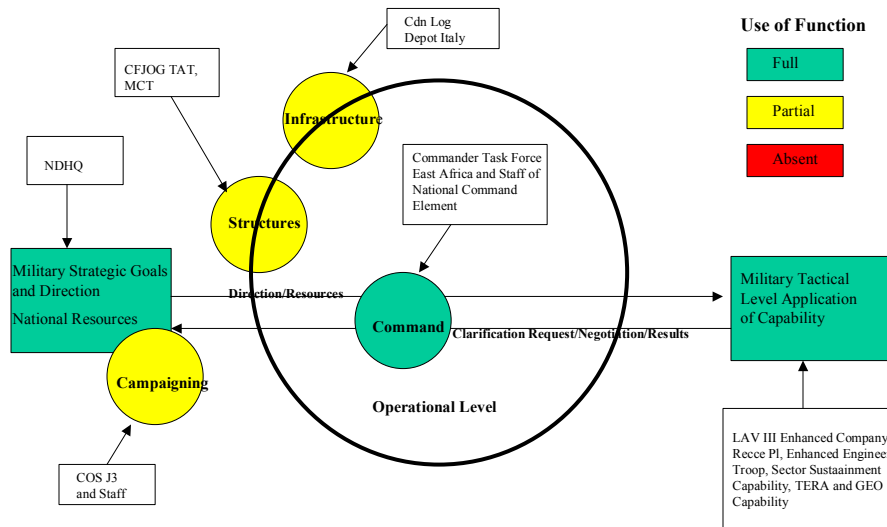 Cdn Log
Depot Italy
Use of Function
Full
Partial
Absent
CFJOG TAT,
MCT
Infrastructure
Commander Task Force
East Africa and Staff of
National Command
Element
NDHQ
Structures
Military Strategic Goals
and Direction
National Resources
Direction/Resources
Military Tactical
Level Application
of Capability
Command
Clarification Request/Negotiation/Results
Campaigning
Operational Level
COS J3
and Staff
LAV III Enhanced Company
Recce Pl, Enhanced Engineer
Troop, Sector Sustaainment
Capability, TERA and GEO
Capability